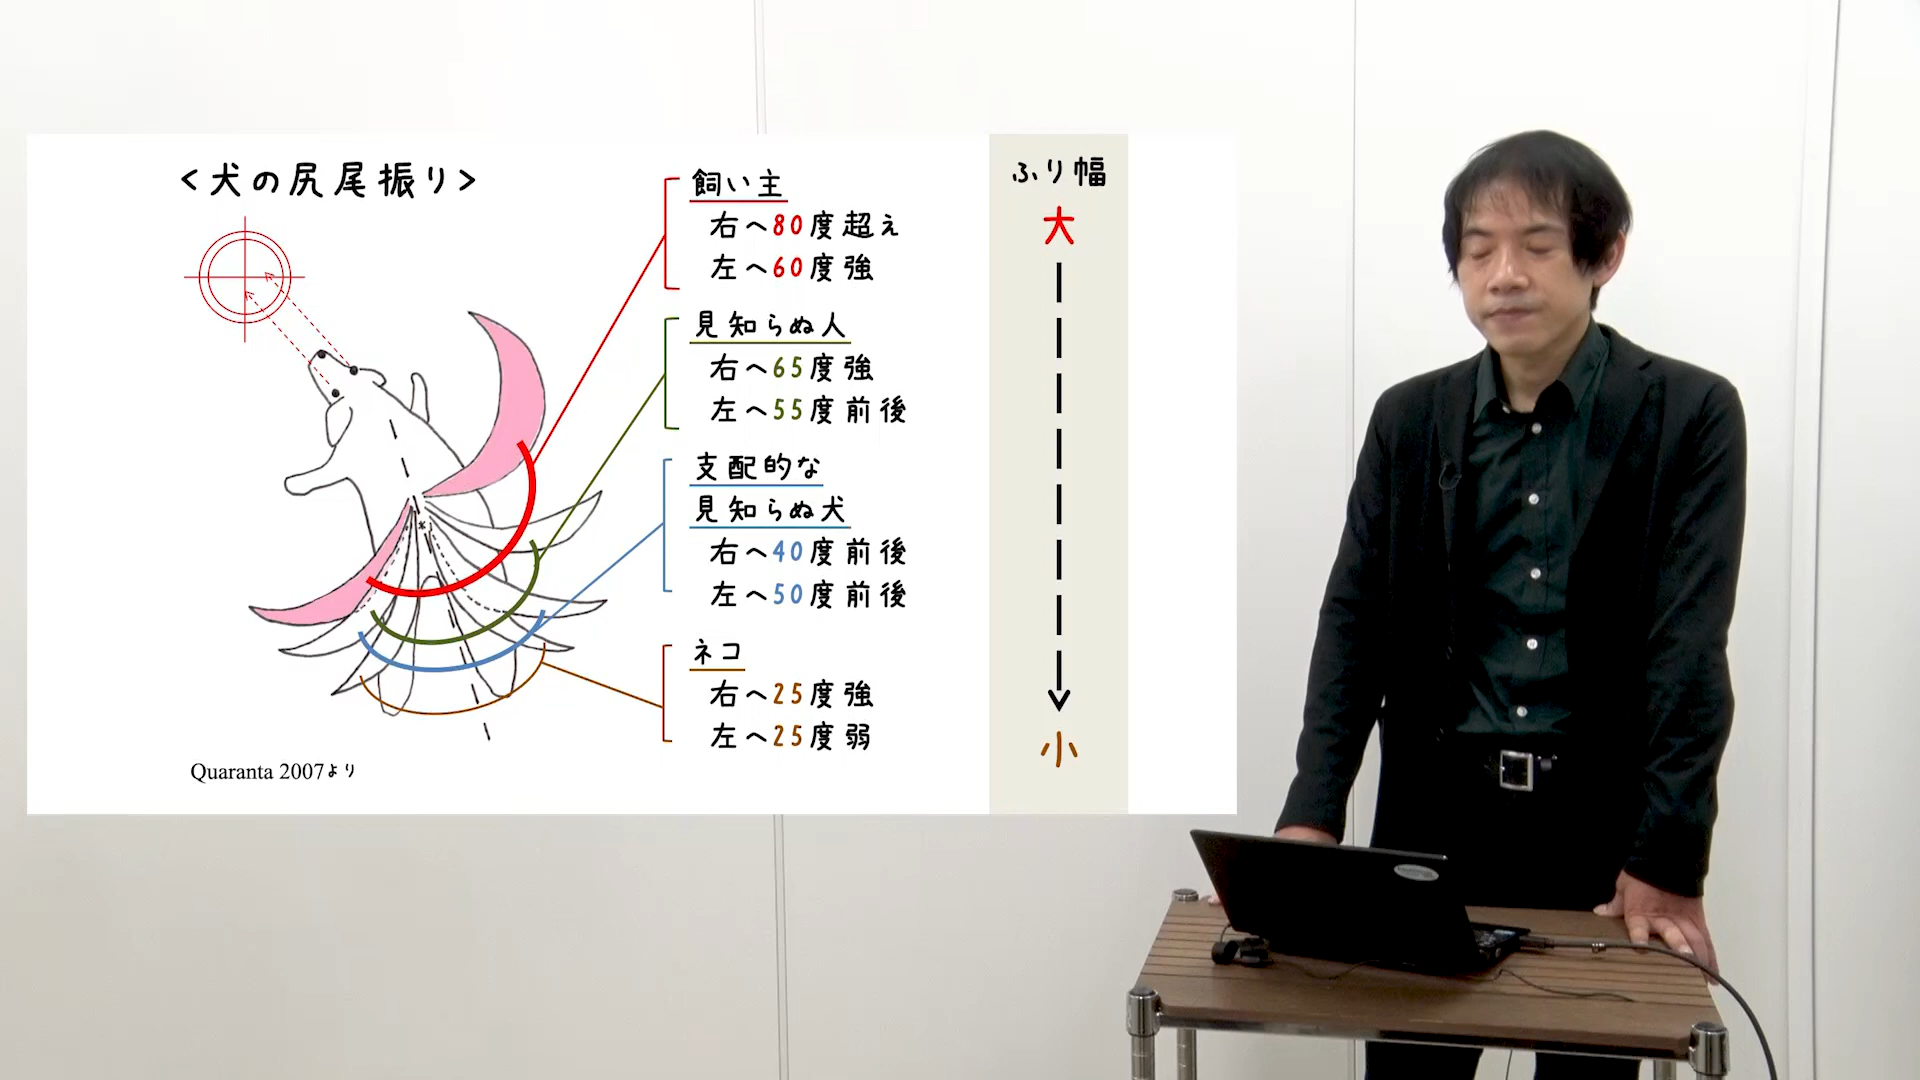 <犬の尻尾振り>
飼い主
右へ80度超え
左へ60度強
見知らぬ人
右へ65度強
左へ55度前後
支配的な
見知らぬ犬
右へ40度前後
左へ50度前後
ネコ
右へ25度強
左へ25度弱
ふり幅
大
小
Quaranta 2007より